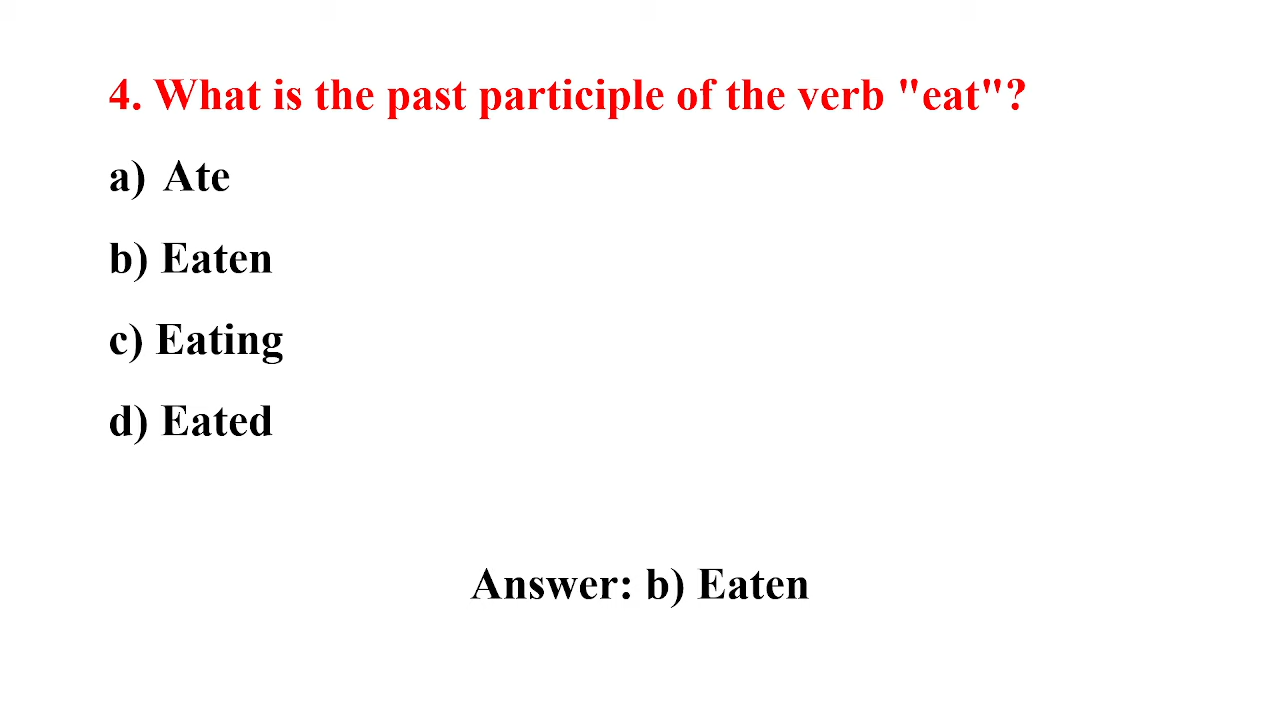 4. What is the past participle of the verb "eat"?
a) Ate
b) Eaten
c) Eating
d) Eated
Answer: b) Eaten